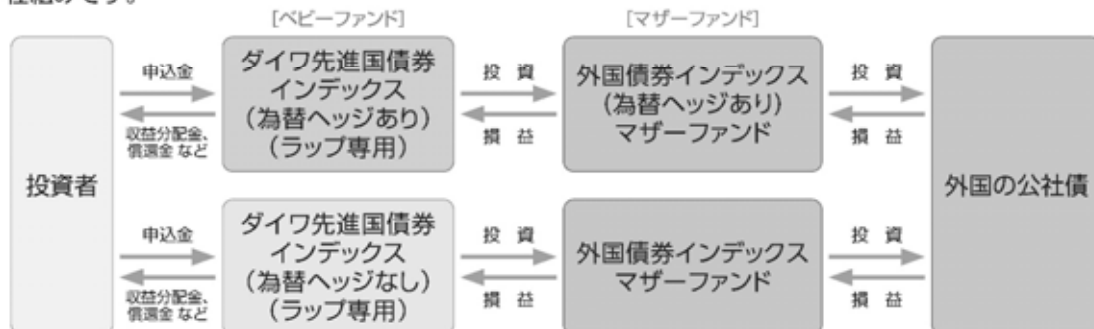 仕組みです。
[ベビーファンド]
[マザーファンド]
投資者
申込金
収益分配金、
償還金 など
ダイワ先進国債券
インデックス
(為替ヘッジあり)
(ラップ専用)
投 資
損 益
外国債券インデックス
(為替ヘッジあり)
マザーファンド
投 資
損 益
外国の公社債
申込金
収益分配金、
償還金 など
ダイワ先進国債券
インデックス
(為替ヘッジなし)
(ラップ専用)
投 資
損 益
外国債券インデックス
マザーファンド
投 資
損 益